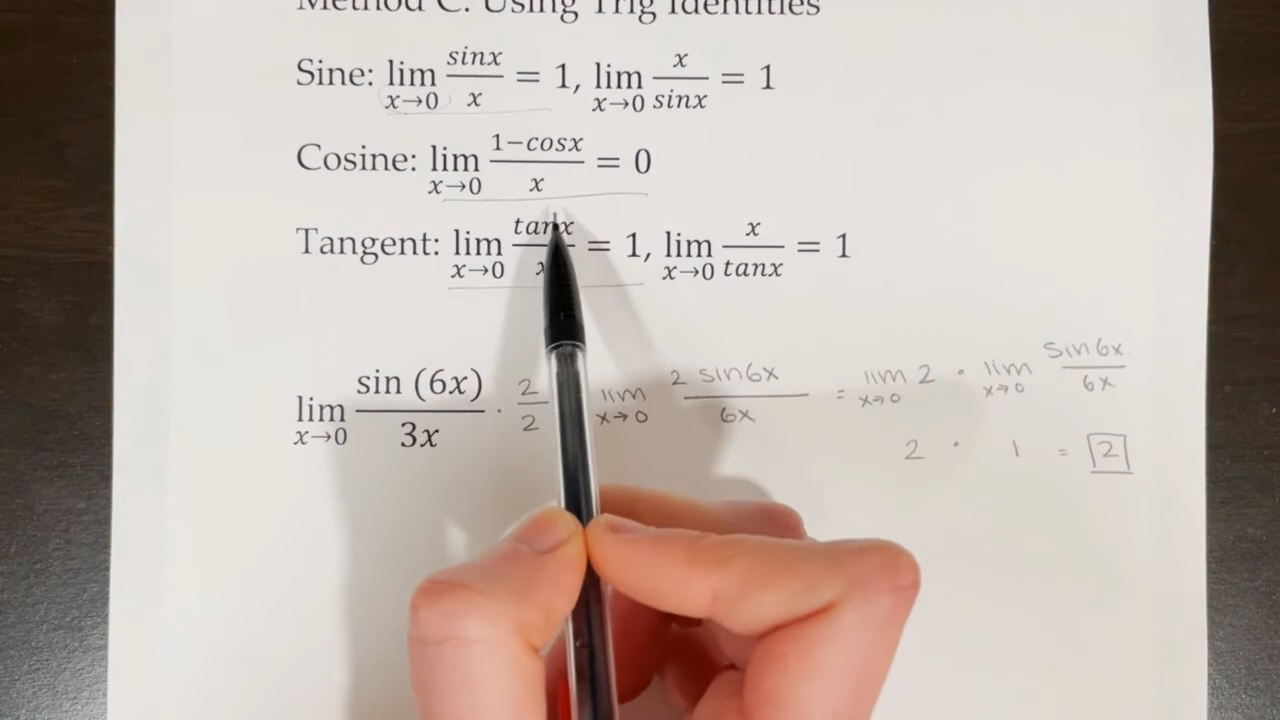 Method C: Using Trig Identities
Sine: lim x→0 sinx/x = 1, lim x→0 x/sinx = 1
Cosine: lim x→0 1−cosx/x = 0
Tangent: lim x→0 tanx/x = 1, lim x→0 x/tanx = 1
lim x→0 sin (6x)/3x · 2/2 lim x→0 2 sin6x/6x = lim x→0 2 · lim x→0 sin6x/6x
2 · 1 = 2